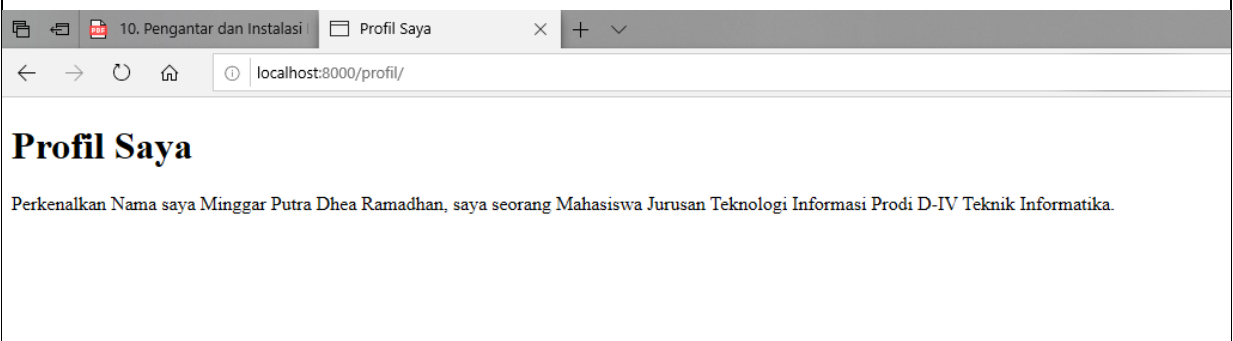 10. Pengantar dan Instalasi
Profil Saya
localhost:8000/profil/
Profil Saya
Perkenalkan Nama saya Minggar Putra Dhea Ramadhan, saya seorang Mahasiswa Jurusan Teknologi Informasi Prodi D-IV Teknik Informatika.